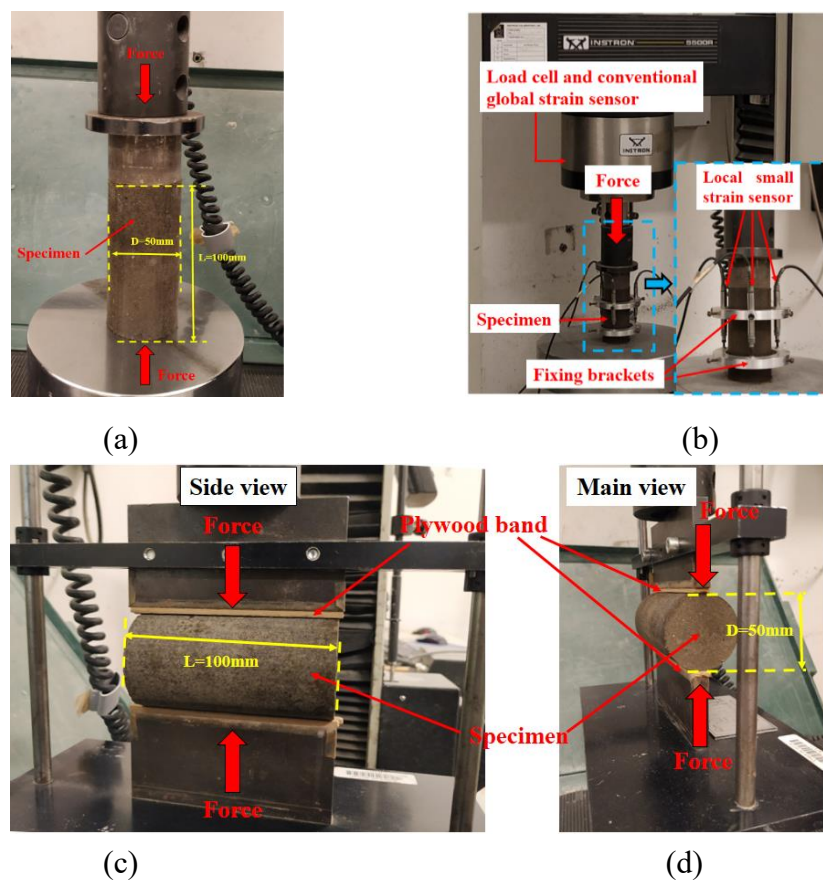 Force
Specimen
D=50mm
L=100mm
Force
(a)
INSTRON 5500R
Load cell and conventional
global strain sensor
INSTRON
Force
Local small
strain sensor
Specimen
Fixing brackets
(b)
Side view
Force
Plywood band
L=100mm
Specimen
Force
(c)
Main view
Force
D=50mm
Force
(d)